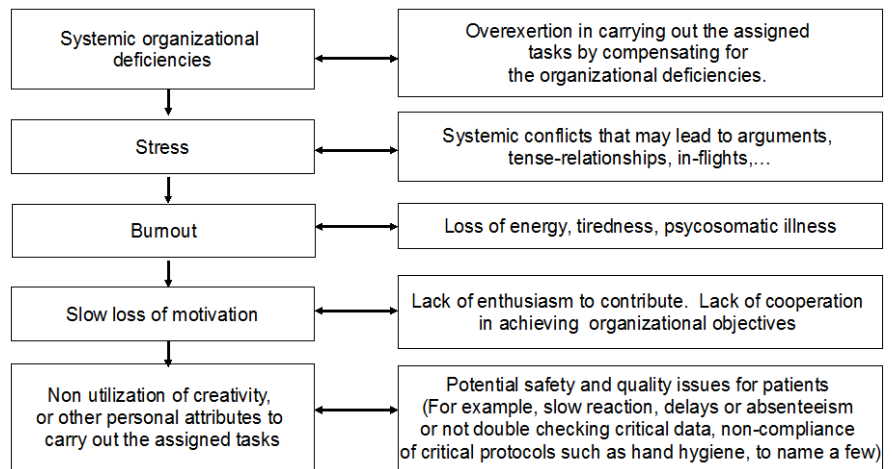 Systemic organizational
deficiencies
Overexertion in carrying out the assigned
tasks by compensating for
the organizational deficiencies.
Stress
Systemic conflicts that may lead to arguments,
tense-relationships, in-flights,...
Burnout
Loss of energy, tiredness, psycosomatic illness
Slow loss of motivation
Lack of enthusiasm to contribute. Lack of cooperation
in achieving organizational objectives
Non utilization of creativity,
or other personal attributes to
carry out the assigned tasks
Potential safety and quality issues for patients
(For example, slow reaction, delays or absenteeism
or not double checking critical data, non-compliance
of critical protocols such as hand hygiene, to name a few)